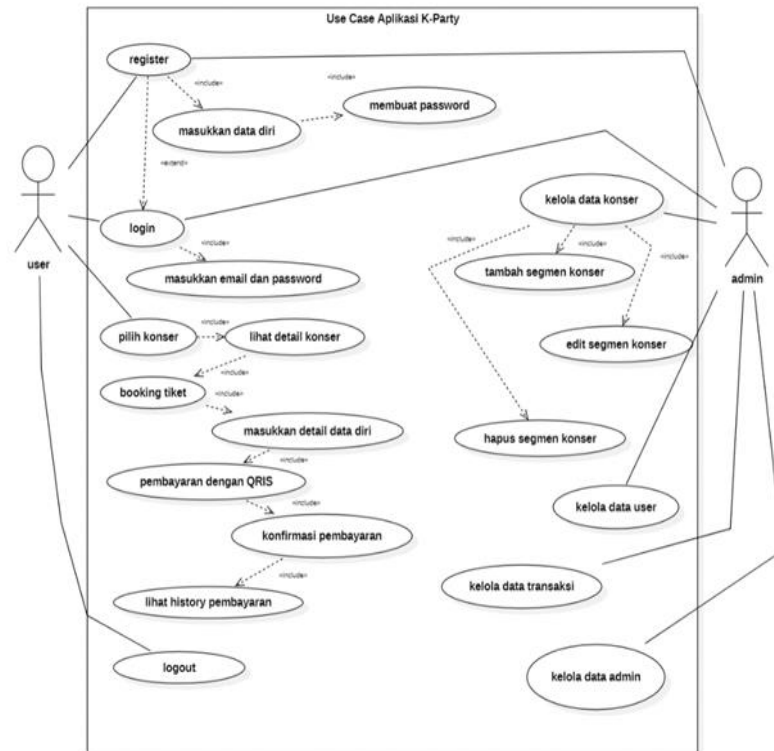 Use Case Aplikasi K-Party
register
«include»
«include»
membuat password
masukkan data diri
«extend»
kelola data konser
login
«include»
«include»
«include»
«include»
tambah segmen konser
masukkan email dan password
user
admin
pilih konser
«include»
lihat detail konser
edit segmen konser
«include»
booking tiket
«include»
masukkan detail data diri
hapus segmen konser
«include»
pembayaran dengan QRIS
«include»
kelola data user
konfirmasi pembayaran
«include»
kelola data transaksi
lihat history pembayaran
logout
kelola data admin